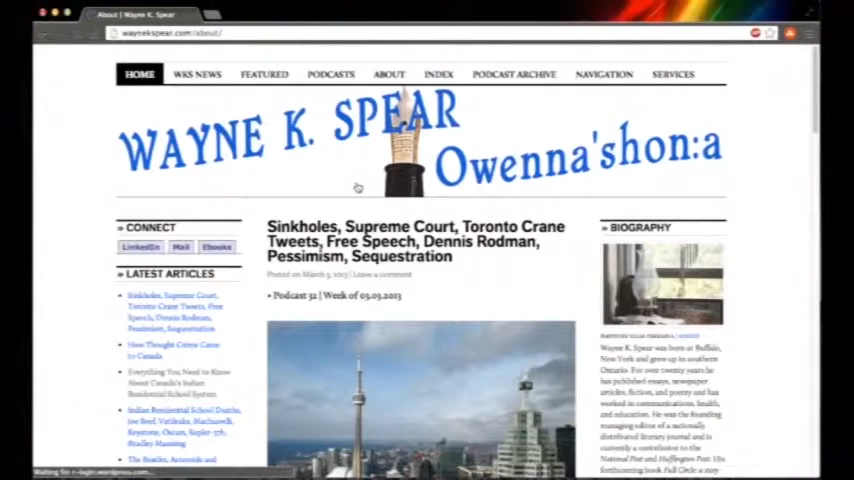 About | Wayne K. Spear
waynekspear.com/about/
HOME WKS NEWS FEATURED PODCASTS ABOUT INDEX PODCAST ARCHIVE NAVIGATION SERVICES
WAYNE K. SPEAR
Owenna'shon:a
» CONNECT
LinkedIn Mail Ebooks
» LATEST ARTICLES
Sinkholes, Supreme Court,
Toronto Crane Tweets, Free
Speech, Dennis Rodman,
Pessimism, Sequestration
How Thought Crime Came
to Canada
Everything You Need to Know
About Canada's Indian
Residential School System
Indian Residential School Dustin,
Joe Beef, Vatileaks, Machiavelli,
Keystone, Oscars, Kepler-37b,
Bradley Manning
The Beatles, Asteroids and
Sinkholes, Supreme Court, Toronto Crane
Tweets, Free Speech, Dennis Rodman,
Pessimism, Sequestration
Posted on March 9, 2013 | Leave a comment
• Podcast 32 | Week of 03.03.2013
» BIOGRAPHY
Wayne K. Spear was born at Buffalo,
New York and grew up in southern
Ontario. For over twenty years he
has published essays, newspaper
articles, fiction, and poetry and has
worked in communications, health,
and education. He was the founding
managing editor of a nationally
distributed literary journal and is
currently a contributor to the
National Post and Huffington Post. His
forthcoming book Full Circle: a story
Waiting for r-login.wordpress.com...